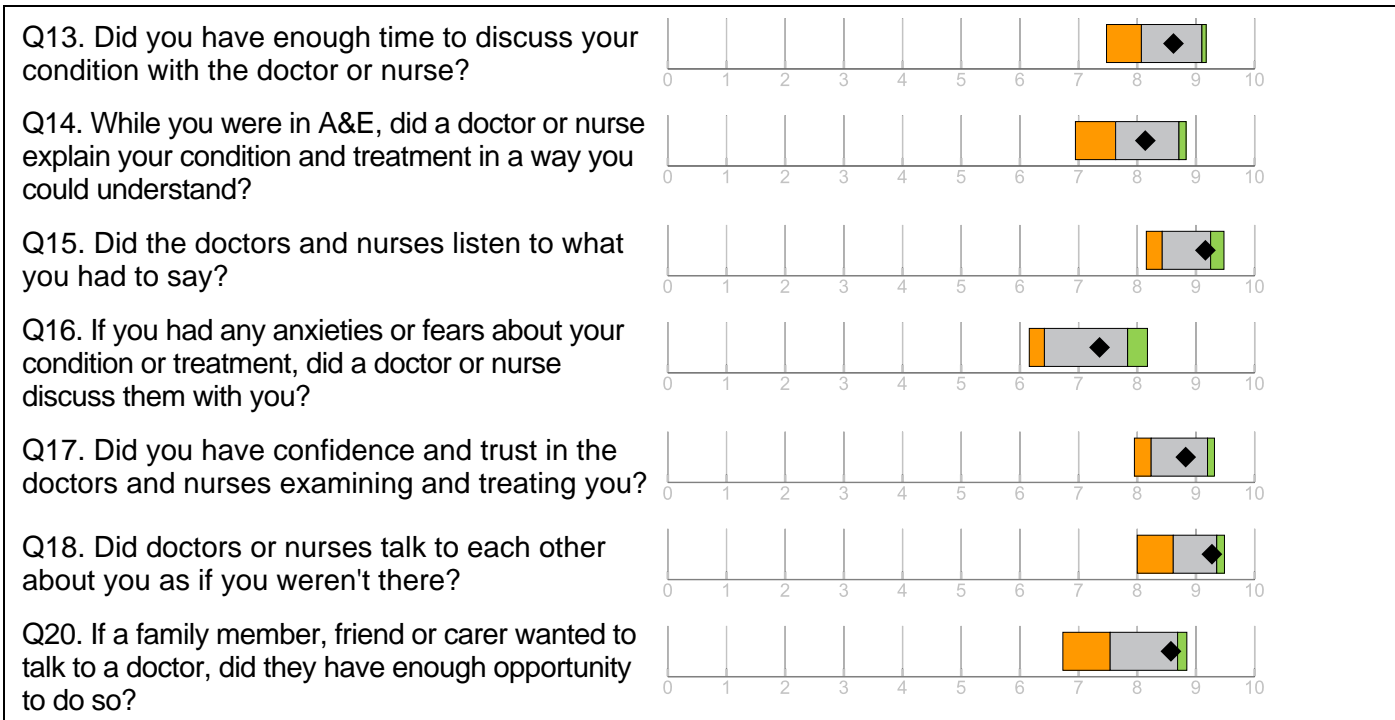 Q13. Did you have enough time to discuss your
condition with the doctor or nurse?
0 1 2 3 4 5 6 7 8 9 10
Q14. While you were in A&E, did a doctor or nurse
explain your condition and treatment in a way you
could understand?
0 1 2 3 4 5 6 7 8 9 10
Q15. Did the doctors and nurses listen to what
you had to say?
0 1 2 3 4 5 6 7 8 9 10
Q16. If you had any anxieties or fears about your
condition or treatment, did a doctor or nurse
discuss them with you?
0 1 2 3 4 5 6 7 8 9 10
Q17. Did you have confidence and trust in the
doctors and nurses examining and treating you?
0 1 2 3 4 5 6 7 8 9 10
Q18. Did doctors or nurses talk to each other
about you as if you weren't there?
0 1 2 3 4 5 6 7 8 9 10
Q20. If a family member, friend or carer wanted to
talk to a doctor, did they have enough opportunity
to do so?
0 1 2 3 4 5 6 7 8 9 10